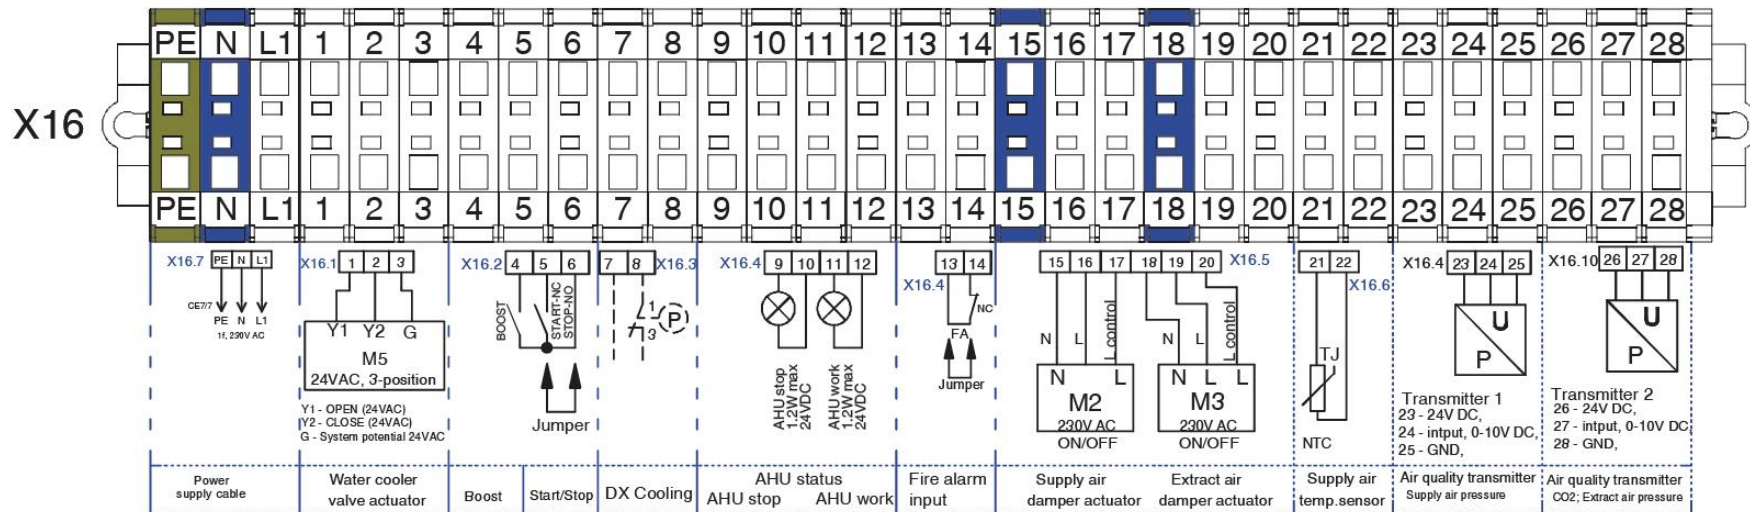 PE N L1 1 2 3 4 5 6 7 8 9 10 11 12 13 14 15 16 17 18 19 20 21 22 23 24 25 26 27 28
X16
PE N L1 1 2 3 4 5 6 7 8 9 10 11 12 13 14 15 16 17 18 19 20 21 22 23 24 25 26 27 28
X16.7 PE N L1
CE7/7
PE N L1
1f, 230V AC
Power
supply cable
X16.1 1 2 3
Y1 Y2 G
M5
24VAC, 3-position
Y1 - OPEN (24VAC)
Y2 - CLOSE (24VAC)
G - System potential 24VAC
Water cooler
valve actuator
X16.2 4 5 6
BOOST
START-NC
STOP-NO
Jumper
Boost
Start/Stop
7 8 X16.3
1
P
3
DX Cooling
X16.4 9 10 11 12
AHU stop
1.2W max
24VDC
AHU work
1.2W max
24VDC
AHU status
AHU stop AHU work
13 14
X16.4
NC
FA
Jumper
Fire alarm
input
15 16 17 18 19 20 X16.5
N L L control
N L
M2
230V AC
ON/OFF
Supply air
damper actuator
N L L control
N L L
M3
230V AC
ON/OFF
Extract air
damper actuator
21 22
X16.6
TJ
NTC
Supply air
temp.sensor
X16.4 23 24 25
U
P
Transmitter 1
23 - 24V DC,
24 - intput, 0-10V DC,
25 - GND,
Air quality transmitter
Supply air pressure
X16.10 26 27 28
U
P
Transmitter 2
26 - 24V DC,
27 - intput, 0-10V DC
28 - GND,
Air quality transmitter
CO2; Extract air pressure